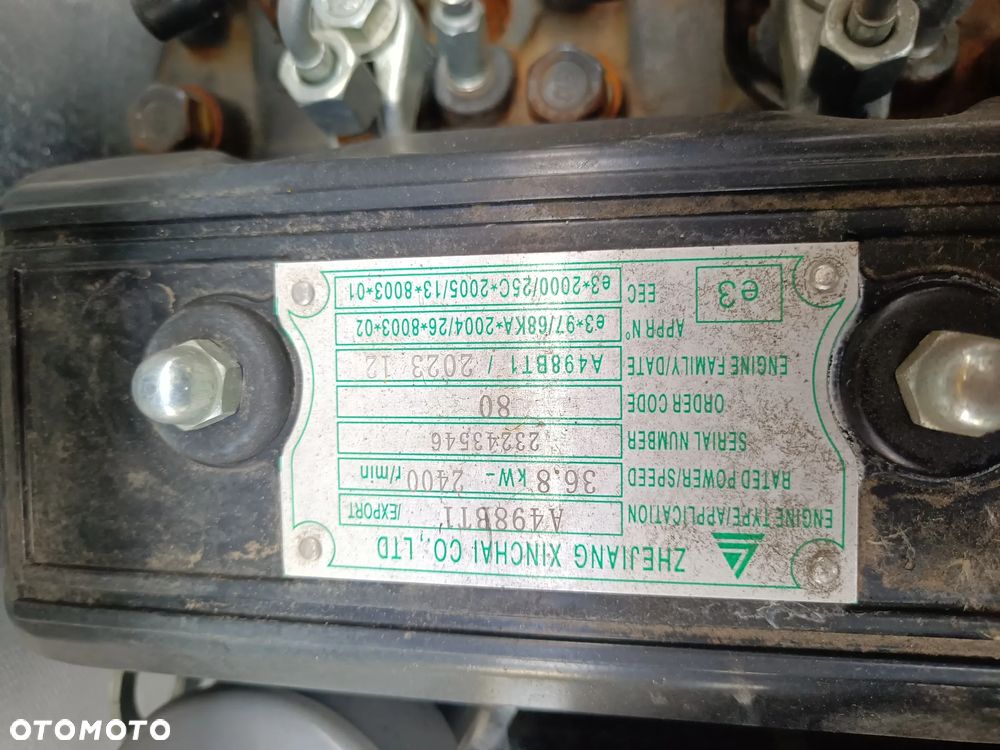 ZHEJIANG XINCHAI CO., LTD
ENGINE TYPE/APPLICATION A498BT1 /EXPORT
RATED POWER/SPEED 36.8 kW - 2400 r/min
SERIAL NUMBER 23243546
ORDER CODE 80
ENGINE FAMILY/DATE A498BT1 / 2023 12
APPR N° e3*97/68KA*2004/26*8003*02
e3 EEC e3*2000/25C*2005/13*8003*01
OTOMOTO